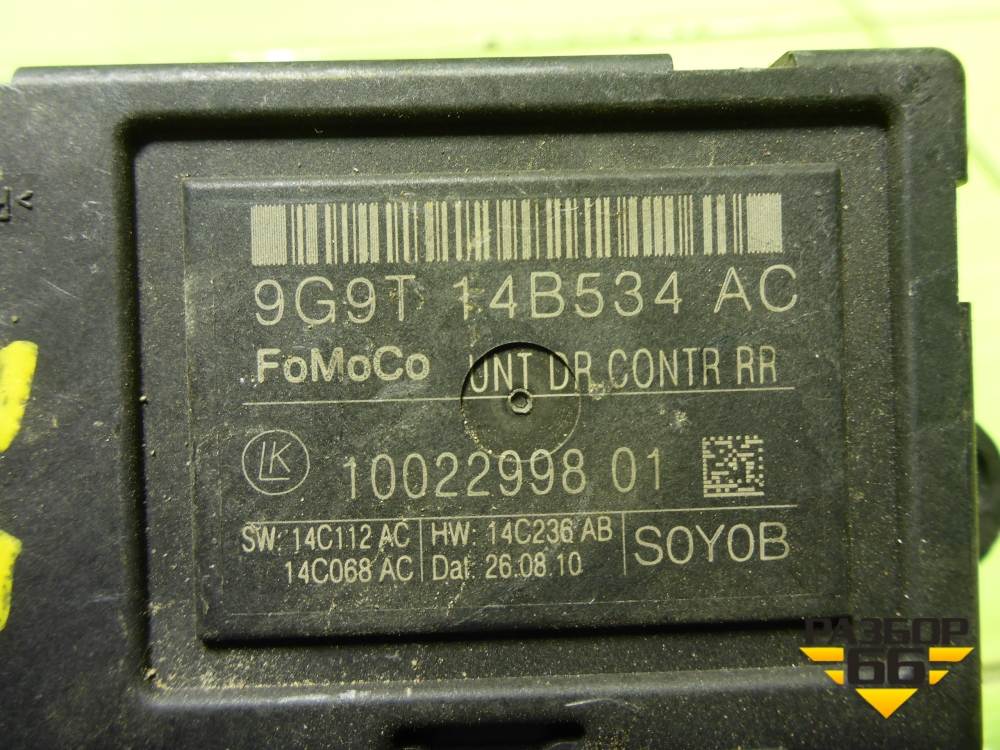 9G9T 14B534 AC
FoMoCo UNT DR CONTR RR
LK 10022998 01
SW: 14C112 AC HW: 14C236 AB SOYOB
14C068 AC Dat: 26.08.10
РАЗБОР
66